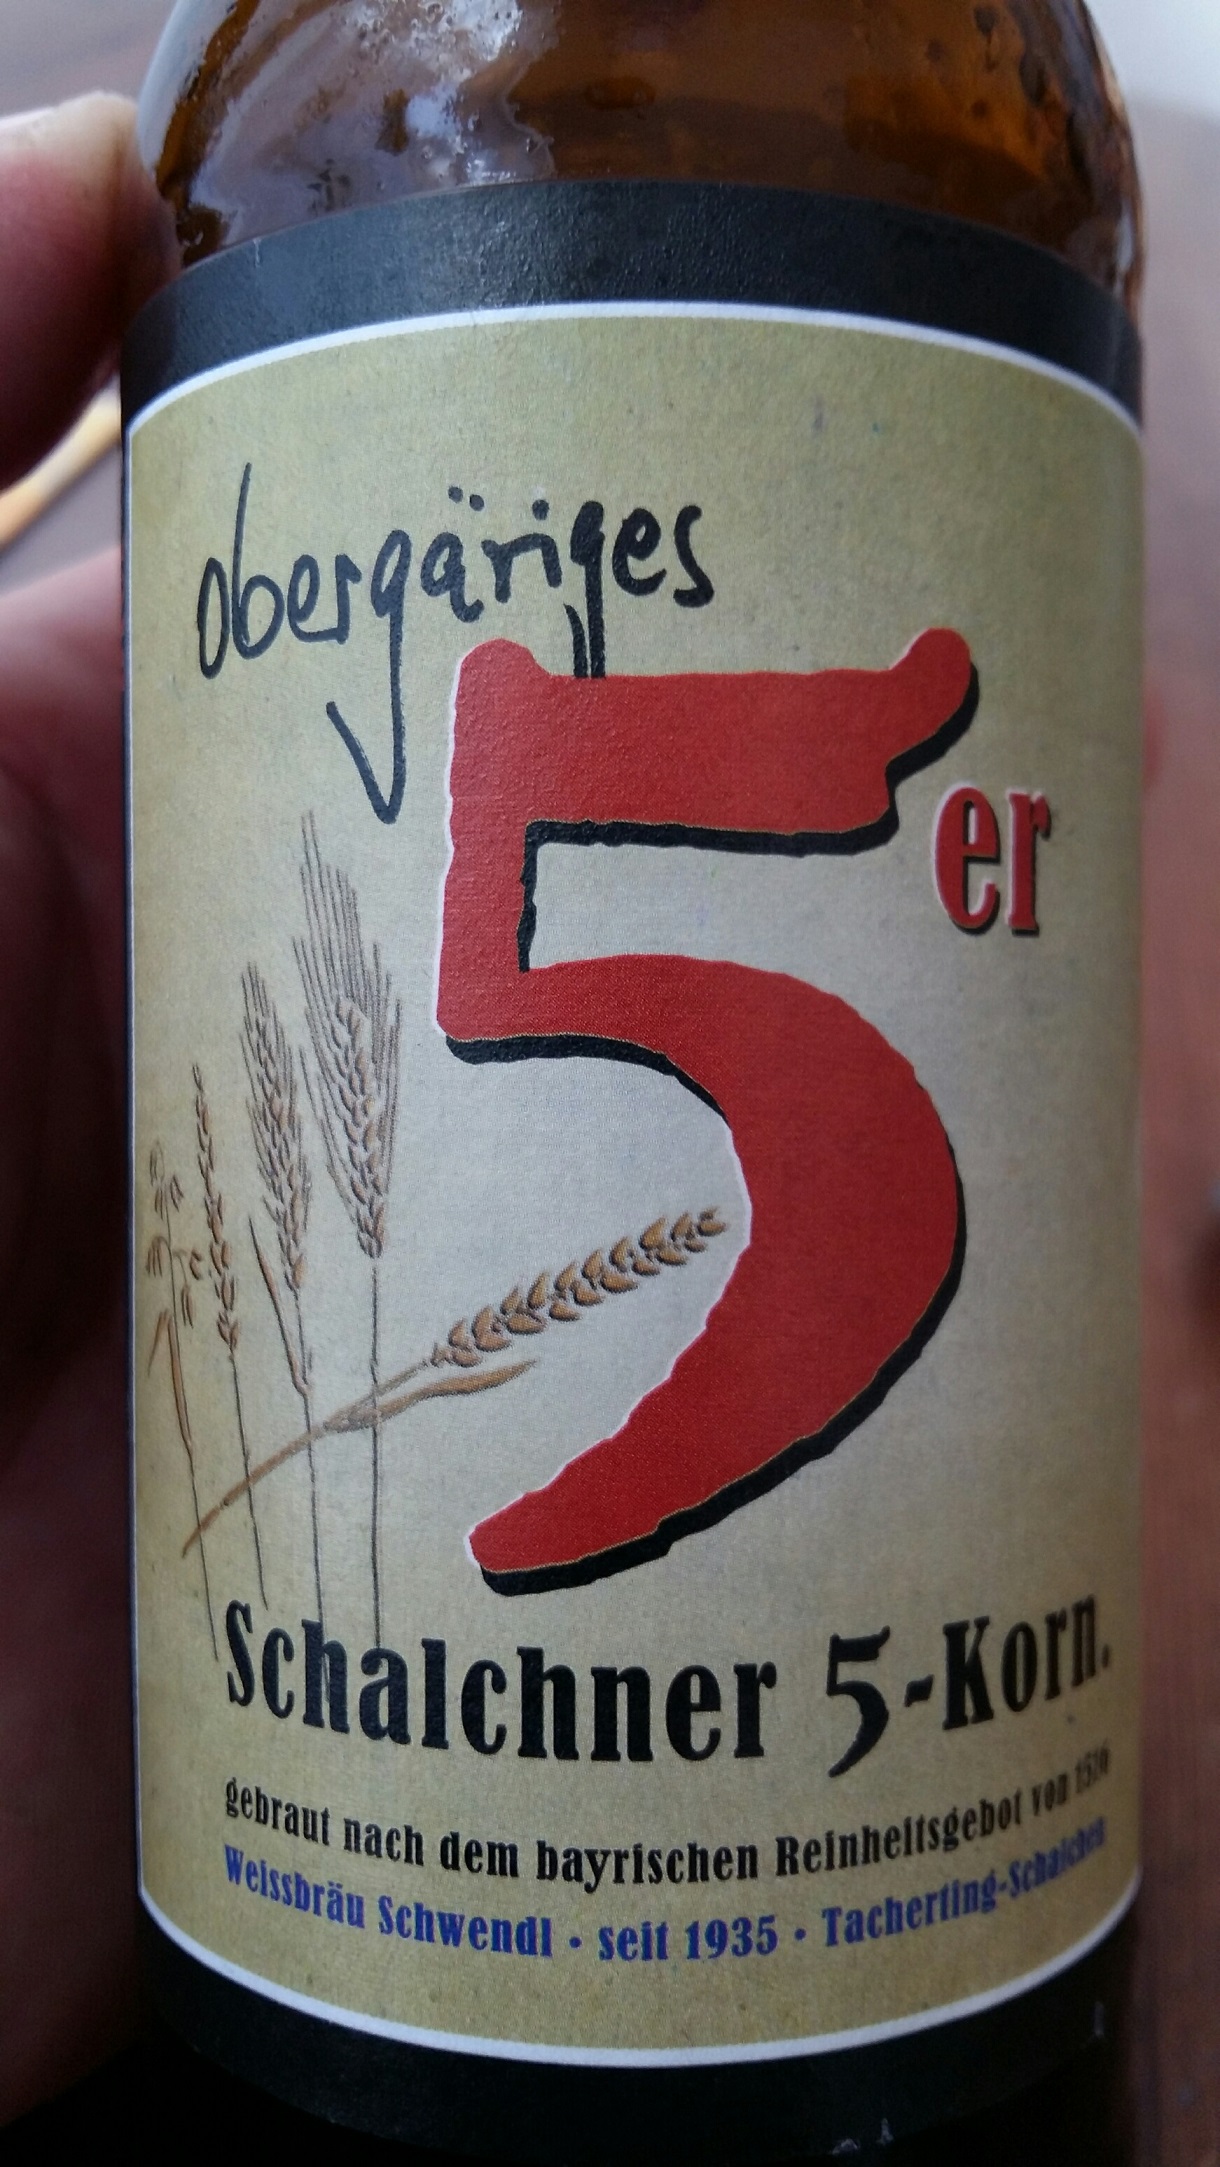 obergäriges
5er
Schalchner 5-Korn.
gebraut nach dem bayrischen Reinheitsgebot von 1516
Weissbräu Schwendl · seit 1935 · Tacherting-Schalchen